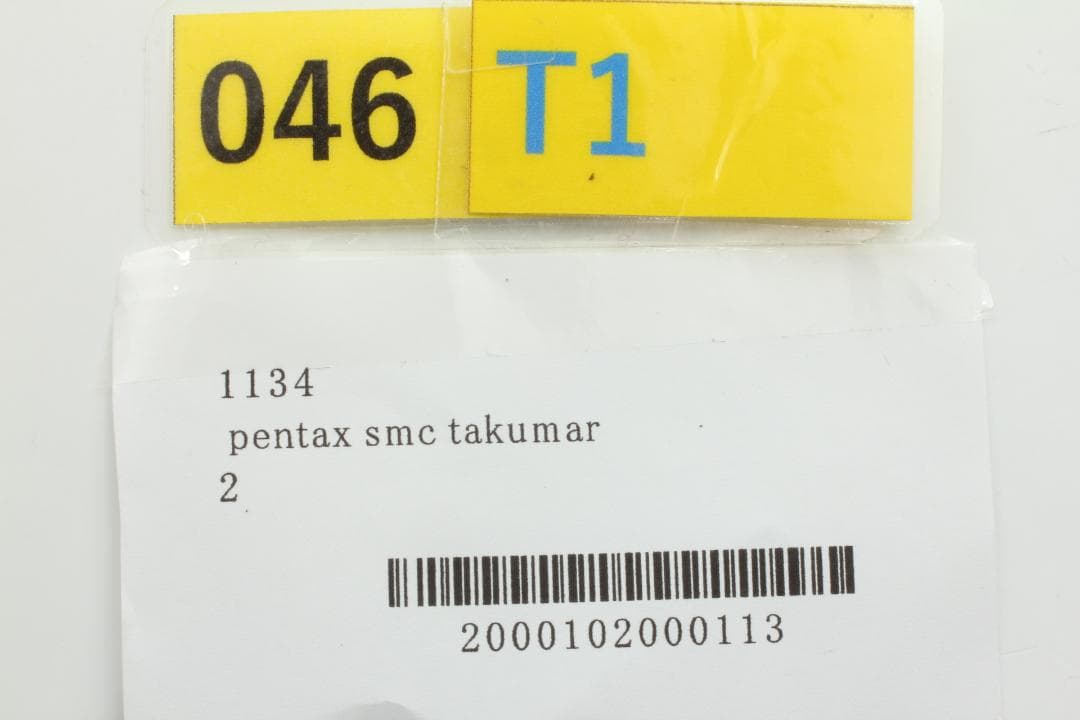 046 T1
1134
pentax smc takumar
2
2000102000113